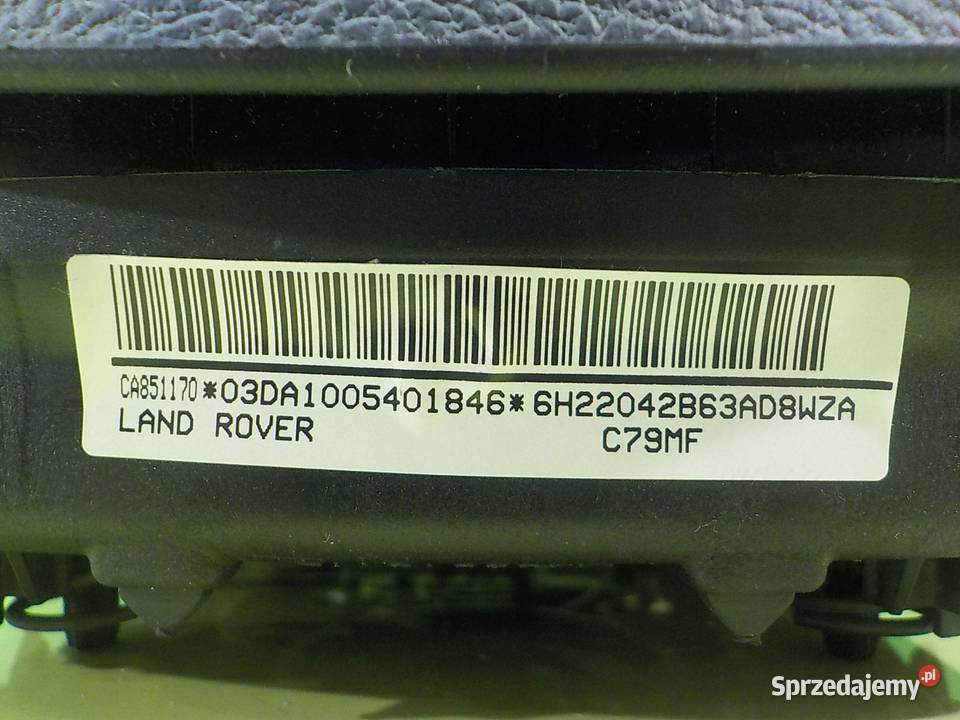 CA851170*03DA1005401846*6H22042B63AD8WZA
LAND ROVER C79MF
Sprzedajemy.pl